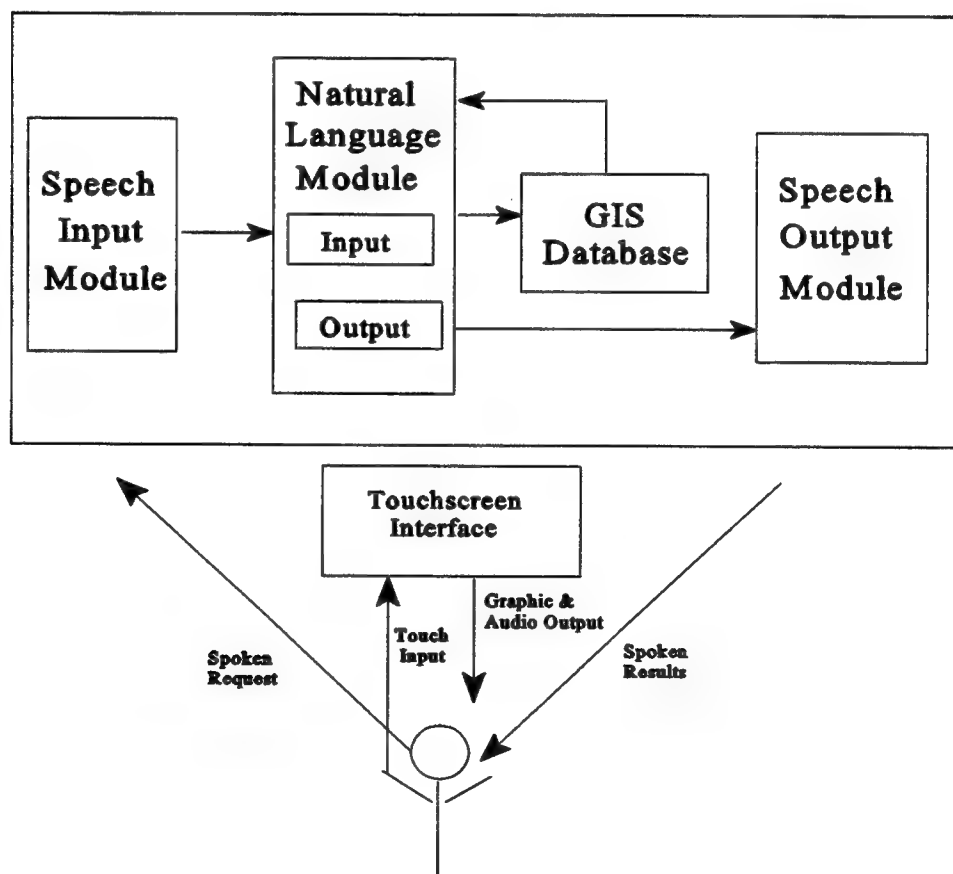 Speech
Input
Module
Natural
Language
Module
Input
Output
GIS
Database
Speech
Output
Module
Touchscreen
Interface
Spoken
Request
Touch
Input
Graphic &
Audio Output
Spoken
Results